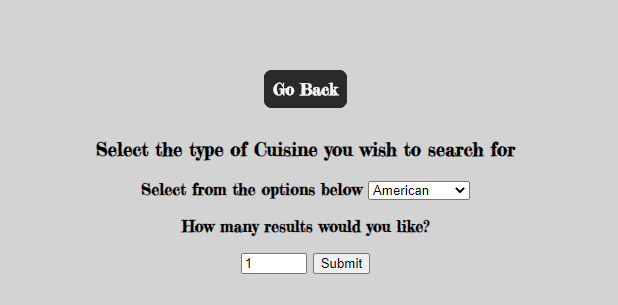 Go Back
Select the type of Cuisine you wish to search for
Select from the options below American
How many results would you like?
1 Submit